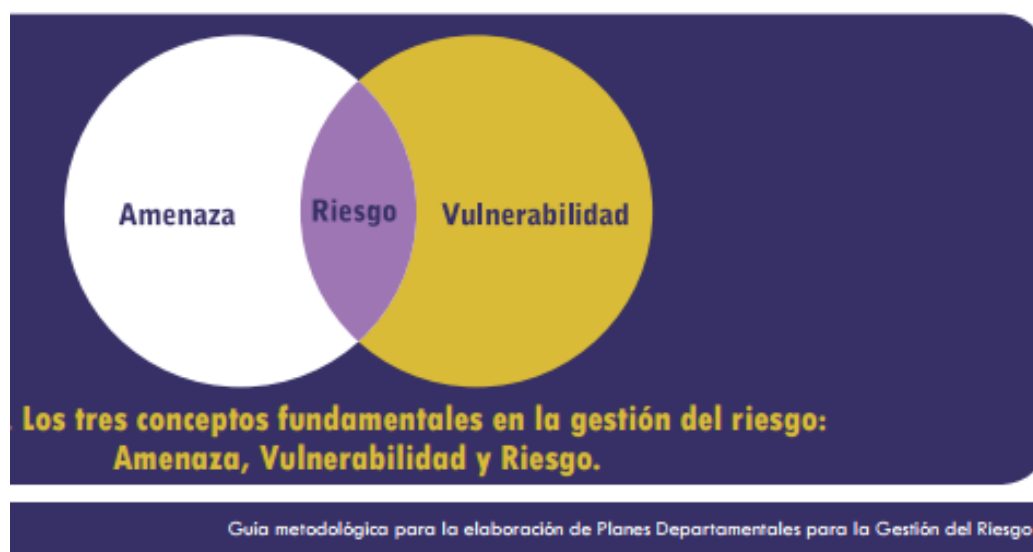 Amenaza
Riesgo
Vulnerabilidad
. Los tres conceptos fundamentales en la gestión del riesgo:
Amenaza, Vulnerabilidad y Riesgo.
Guía metodológica para la elaboración de Planes Departamentales para la Gestión del Riesgo